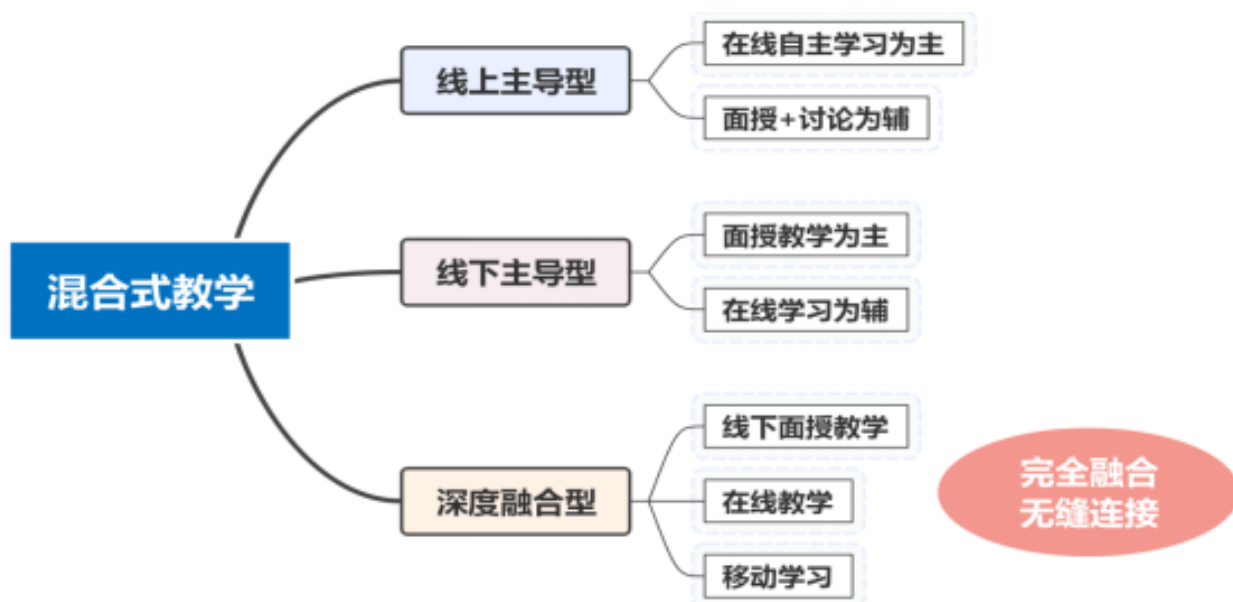 混合式教学
线上主导型
在线自主学习为主
面授+讨论为辅
线下主导型
面授教学为主
在线学习为辅
深度融合型
线下面授教学
在线教学
移动学习
完全融合
无缝连接